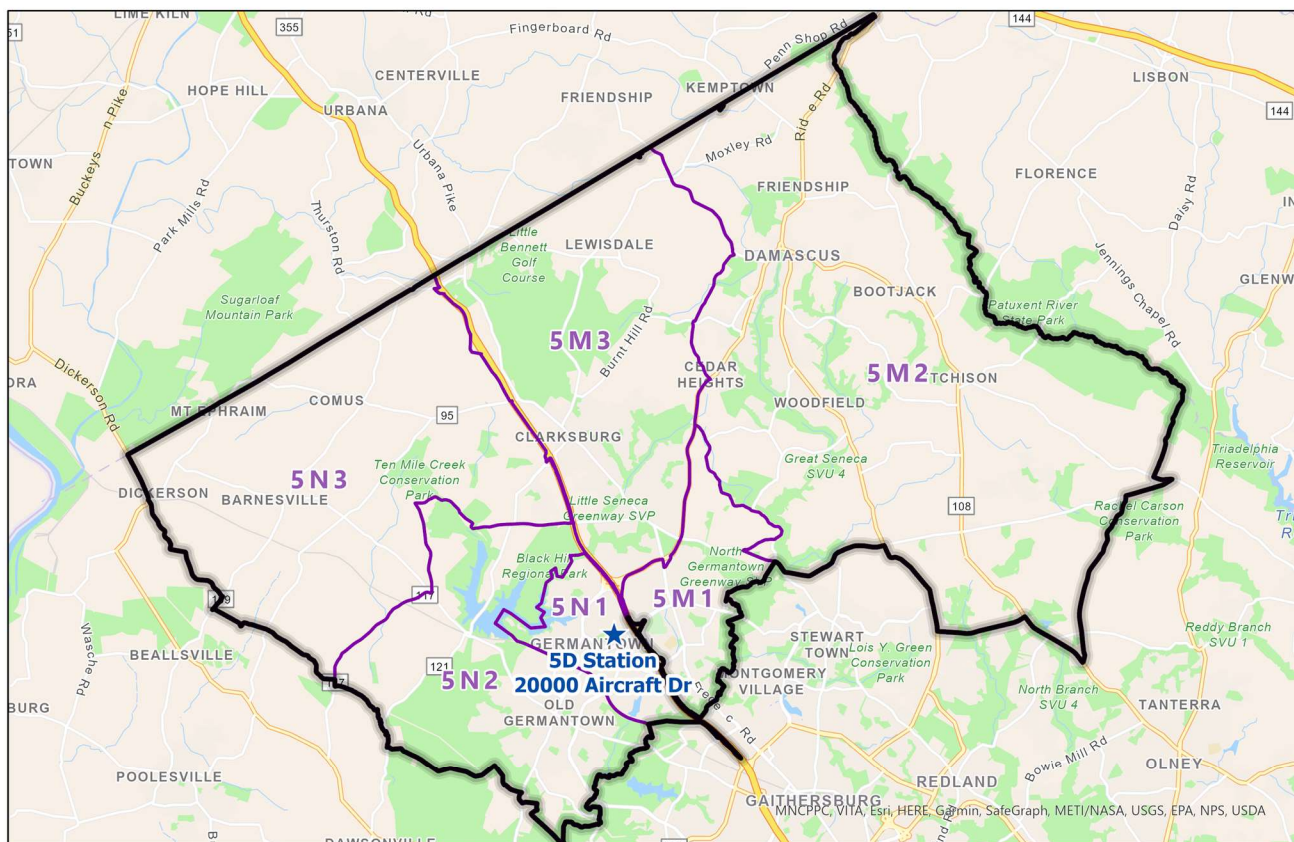 LIME KILN
355
Fingerboard Rd
Penn Shop Rd
144
CENTERVILLE
LISBON
HOPE HILL
FRIENDSHIP
KEMPTOWN
144
URBANA
Buckeys
n Pike
TOWN
Urbana
Pike
Moxley Rd
Rid
e Rd
FLORENCE
Park Mills Rd
Thurston Rd
FRIENDSHIP
Daisy Rd
Little
Bennett
Golf
Course
LEWISDALE
DAMASCUS
Jennings Chapel Rd
GLENW
BOOTJACK
Sugarloaf
Mountain Park
Patuxent River
State Park
5M3
Burnt Hill Rd
Dickerson Rd
CEDAR
HEIGHTS
5M2
TCHISON
MT EPHRAIM
COMUS
95
WOODFIELD
CLARKSBURG
Triadelphia
Reservoir
5N3
Ten Mile Creek
Conservation
Park
Great Seneca
SVU 4
DICKERSON
BARNESVILLE
Little Seneca
Greenway SVP
108
Rachel Carson
Conservation
Park
Black Hill
Regional Park
North
Germantown
Greenway SVP
117
5N1
5M1
GERMANTOWN
STEWART
TOWN
Reddy Branch
SVU 1
Wasche Rd
BEALLSVILLE
5D Station
20000 Aircraft Dr
Lois Y. Green
Conservation
Park
121
5N2
MONTGOMERY
VILLAGE
North Branch
SVU 4
BURG
OLD
GERMANTOWN
TANTERRA
Bowie Mill Rd
OLNEY
POOLESVILLE
REDLAND
GAITHERSBURG
MNCPPC, VITA, Esri, HERE, Garmin, SafeGraph, METI/NASA, USGS, EPA, NPS, USDA
DAWSONVILLE